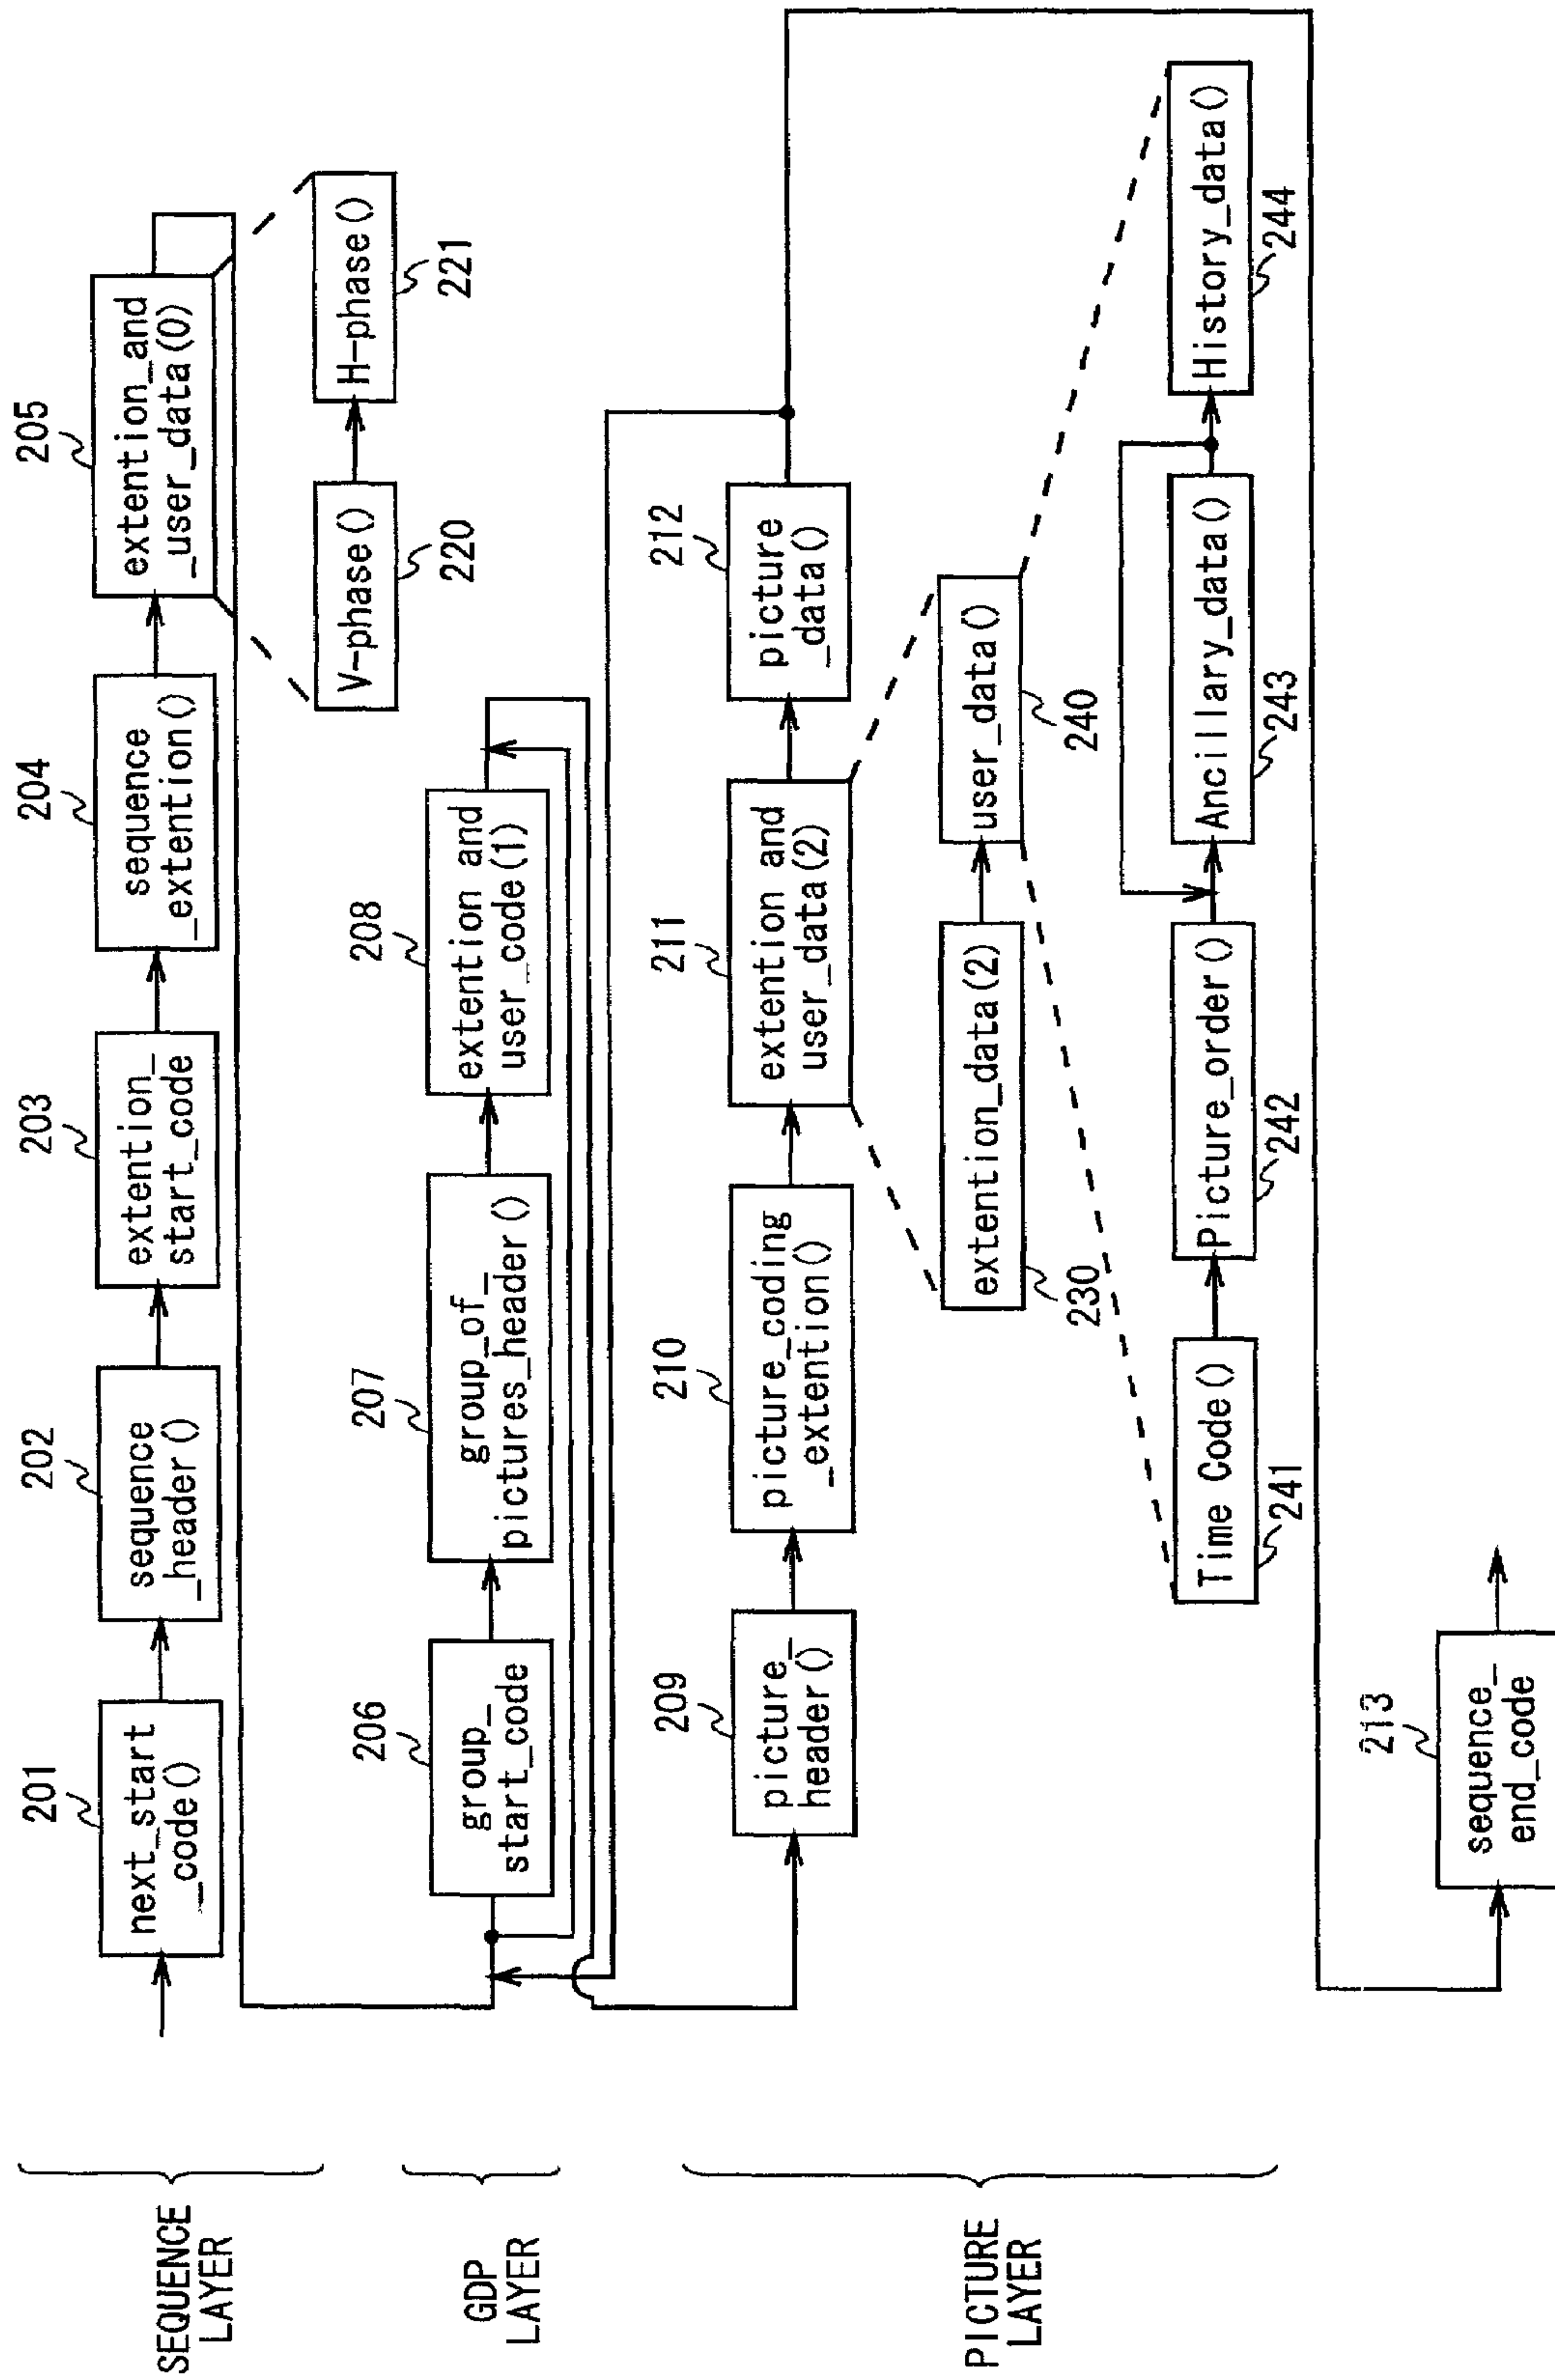 SEQUENCE
LAYER
201
next_start
_code()
202
sequence
_header()
203
extention_
start_code
204
sequence
_extention()
205
extention_and
_user_data(0)
V-phase()
220
H-phase()
221
GDP
LAYER
206
group_
start_code
207
group_of_
pictures_header()
208
extention and
user_code(1)
PICTURE
LAYER
209
picture_
header()
210
picture_coding
_extention()
211
extention and
user_data(2)
212
picture
_data()
extention_data(2)
230
user_data()
240
Time Code()
241
Picture_order()
242
Ancillary_data()
243
History_data()
244
213
sequence_
end_code